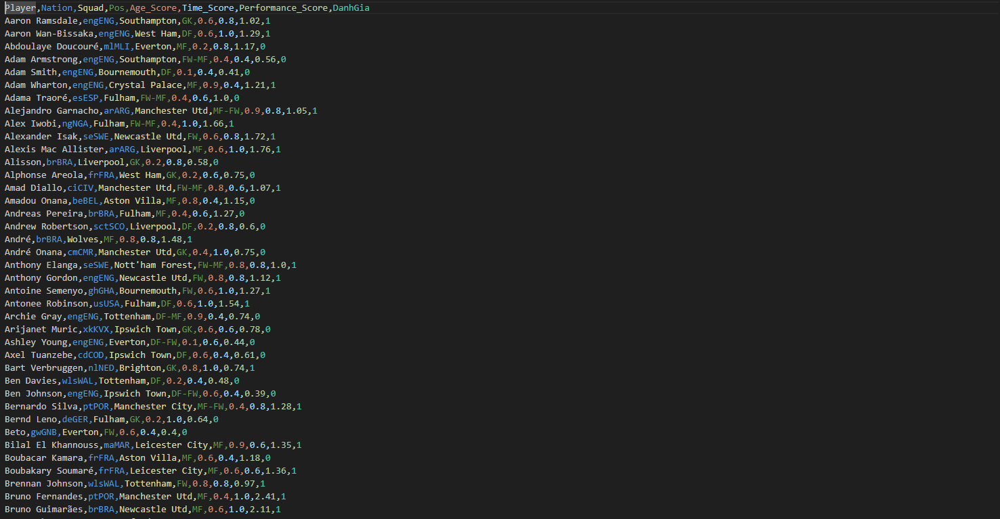 Player,Nation,Squad,Pos,Age_Score,Time_Score,Performance_Score,DanhGia
Aaron Ramsdale,engENG,Southampton,GK,0.6,0.8,1.02,1
Aaron Wan-Bissaka,engENG,West Ham,DF,0.6,1.0,1.29,1
Abdoulaye Doucouré,mlMLI,Everton,MF,0.2,0.8,1.17,0
Adam Armstrong,engENG,Southampton,FW-MF,0.4,0.4,0.56,0
Adam Smith,engENG,Bournemouth,DF,0.1,0.4,0.41,0
Adam Wharton,engENG,Crystal Palace,MF,0.9,0.4,1.21,1
Adama Traoré,esESP,Fulham,FW-MF,0.4,0.6,1.0,0
Alejandro Garnacho,arARG,Manchester Utd,MF-FW,0.9,0.8,1.05,1
Alex Iwobi,ngNGA,Fulham,FW-MF,0.4,1.0,1.66,1
Alexander Isak,seSWE,Newcastle Utd,FW,0.6,0.8,1.72,1
Alexis Mac Allister,arARG,Liverpool,MF,0.6,1.0,1.76,1
Alisson,brBRA,Liverpool,GK,0.2,0.8,0.58,0
Alphonse Areola,frFRA,West Ham,GK,0.2,0.6,0.75,0
Amad Diallo,ciCIV,Manchester Utd,FW-MF,0.8,0.6,1.07,1
Amadou Onana,beBEL,Aston Villa,MF,0.8,0.4,1.15,0
Andreas Pereira,brBRA,Fulham,MF,0.4,0.6,1.27,0
Andrew Robertson,sctSCO,Liverpool,DF,0.2,0.8,0.6,0
André,brBRA,Wolves,MF,0.8,0.8,1.48,1
André Onana,cmCMR,Manchester Utd,GK,0.4,1.0,0.75,0
Anthony Elanga,seSWE,Nott'ham Forest,FW-MF,0.8,0.8,1.0,1
Anthony Gordon,engENG,Newcastle Utd,FW,0.8,0.8,1.12,1
Antoine Semenyo,ghGHA,Bournemouth,FW,0.6,1.0,1.27,1
Antonee Robinson,usUSA,Fulham,DF,0.6,1.0,1.54,1
Archie Gray,engENG,Tottenham,DF-MF,0.9,0.4,0.74,0
Arijanet Muric,xkKVX,Ipswich Town,GK,0.6,0.6,0.78,0
Ashley Young,engENG,Everton,DF-FW,0.1,0.6,0.44,0
Axel Tuanzebe,cdCOD,Ipswich Town,DF,0.6,0.4,0.61,0
Bart Verbruggen,nlNED,Brighton,GK,0.8,1.0,0.74,1
Ben Davies,wlsWAL,Tottenham,DF,0.2,0.4,0.48,0
Ben Johnson,engENG,Ipswich Town,DF-FW,0.6,0.4,0.39,0
Bernardo Silva,ptPOR,Manchester City,MF-FW,0.4,0.8,1.28,1
Bernd Leno,deGER,Fulham,GK,0.2,1.0,0.64,0
Beto,gwGNB,Everton,FW,0.6,0.4,0.4,0
Bilal El Khannouss,maMAR,Leicester City,MF,0.9,0.6,1.35,1
Boubacar Kamara,frFRA,Aston Villa,MF,0.6,0.4,1.18,0
Boubakary Soumaré,frFRA,Leicester City,MF,0.6,0.6,1.36,1
Brennan Johnson,wlsWAL,Tottenham,FW,0.8,0.8,0.97,1
Bruno Fernandes,ptPOR,Manchester Utd,MF,0.4,1.0,2.41,1
Bruno Guimarães,brBRA,Newcastle Utd,MF,0.6,1.0,2.11,1